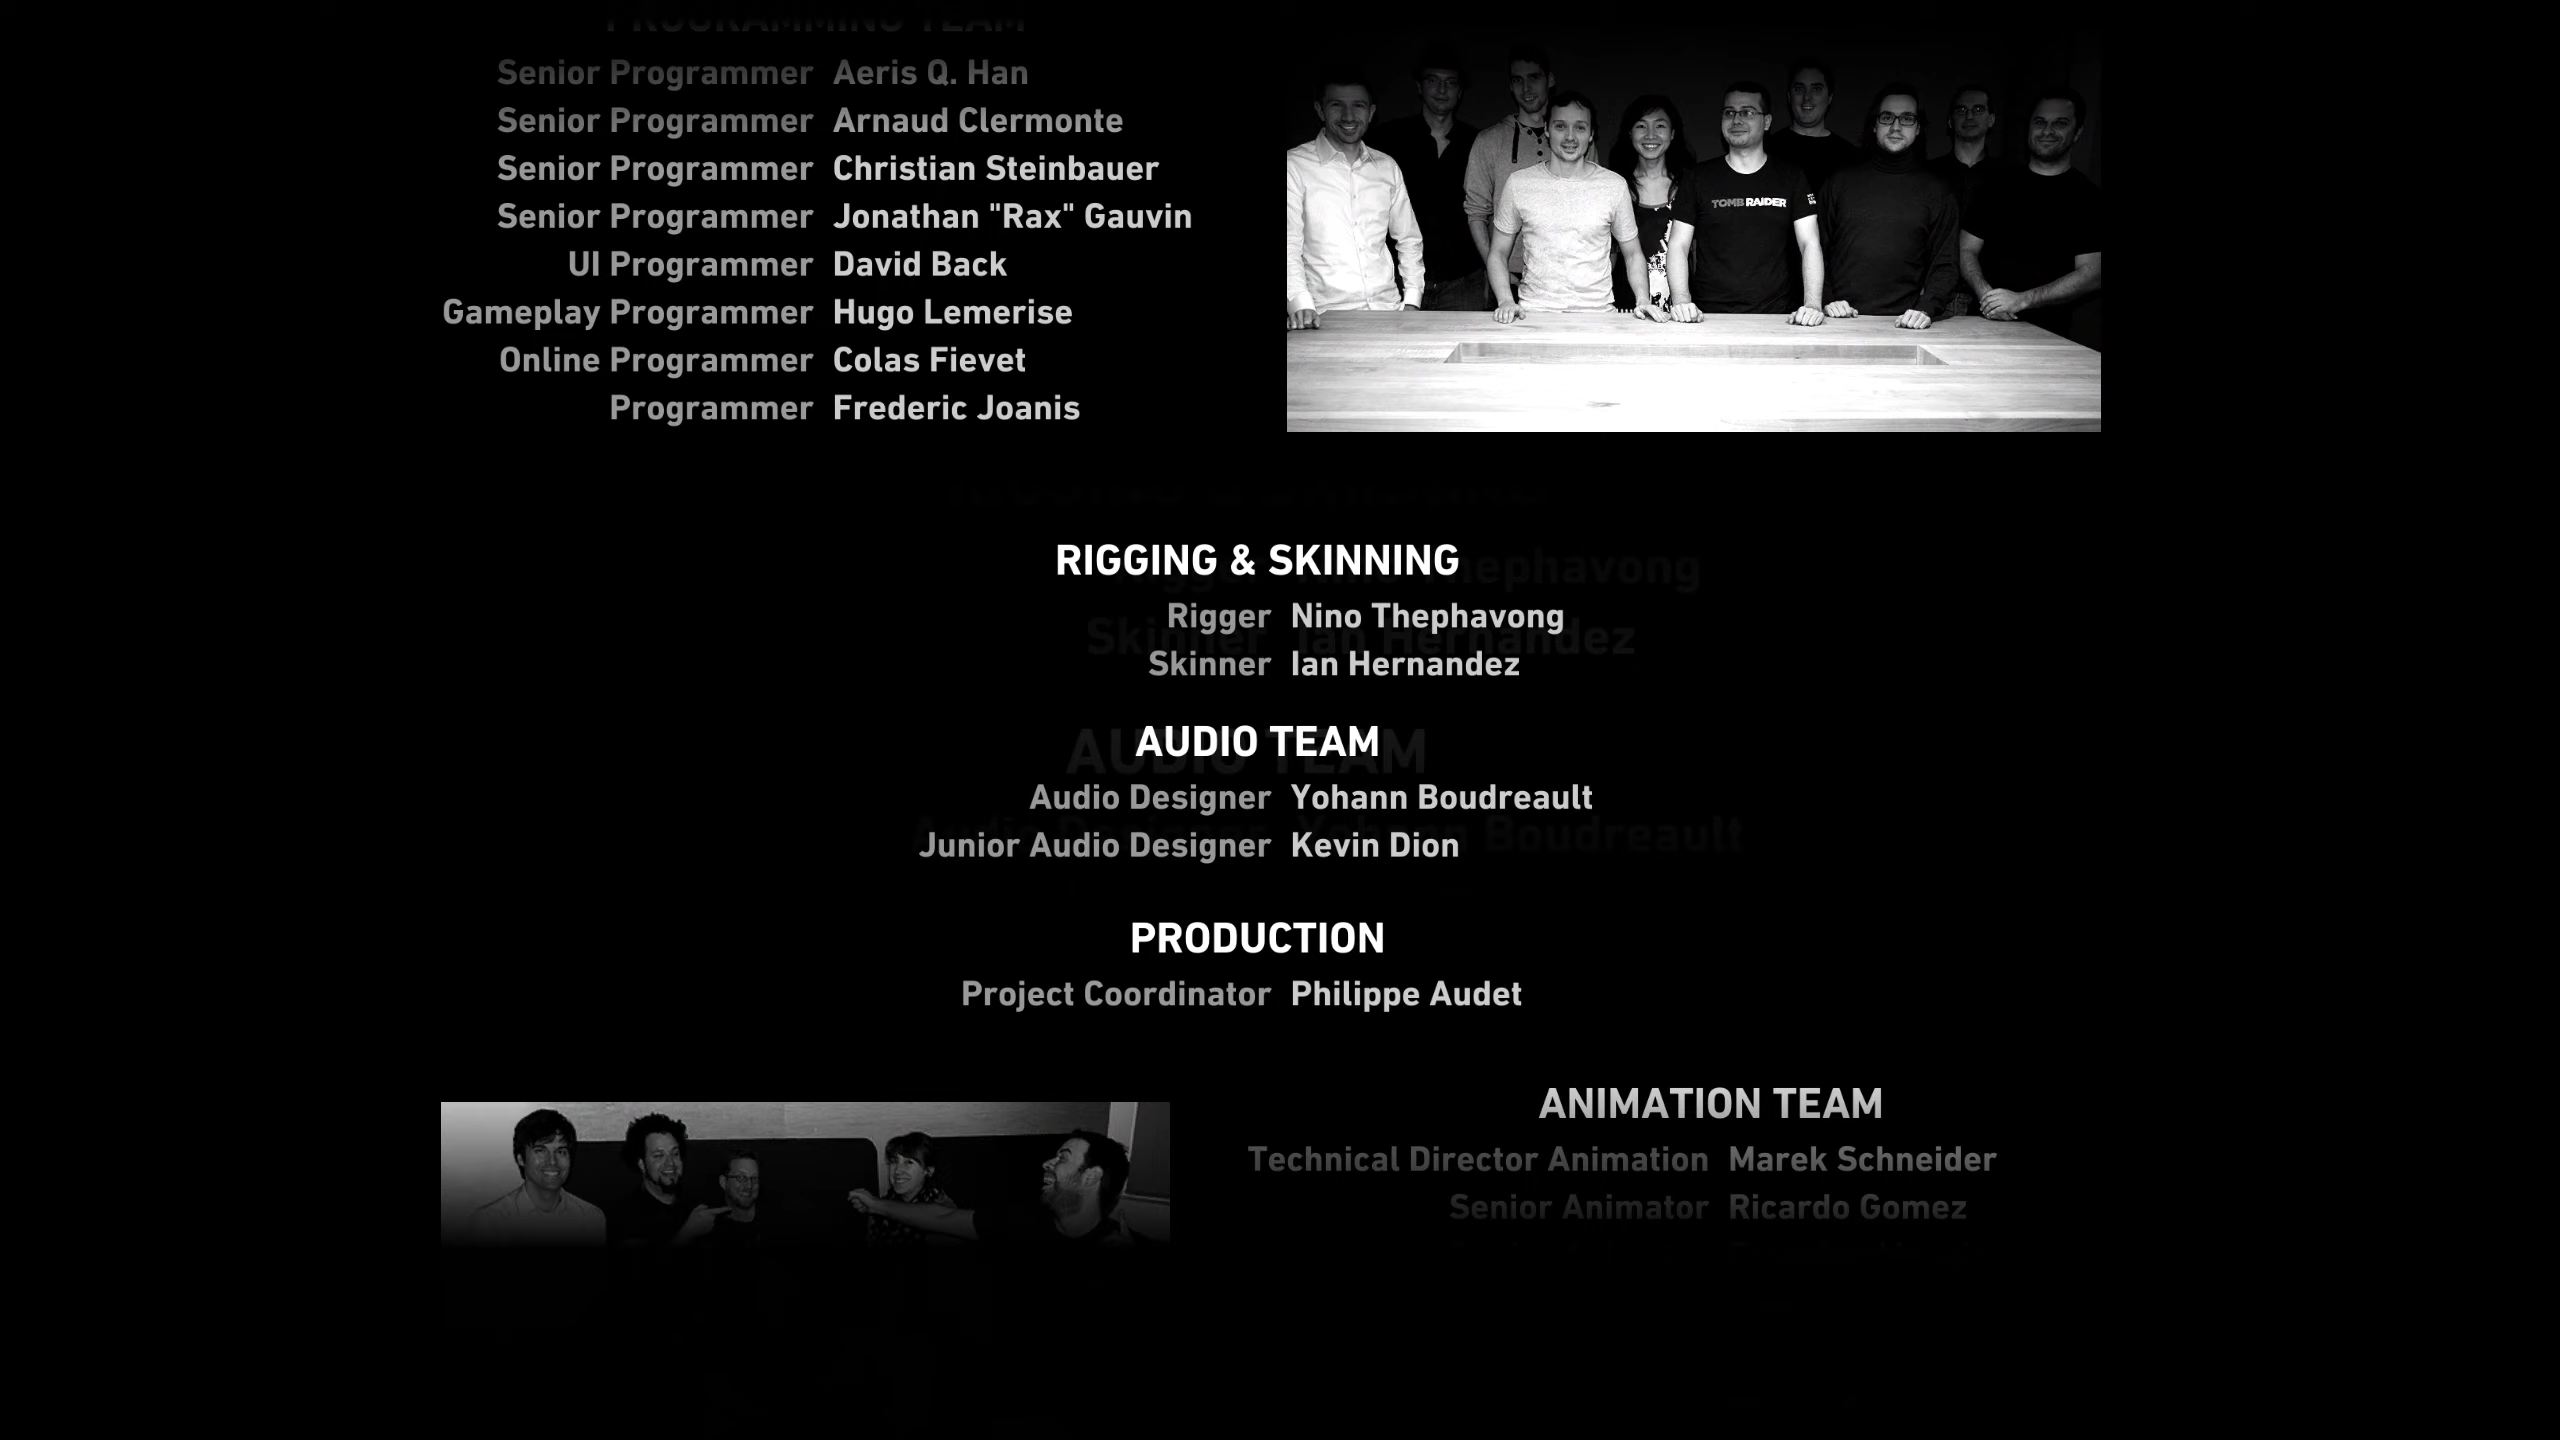 PROGRAMMING TEAM
Senior Programmer Aeris Q. Han
Senior Programmer Arnaud Clermonte
Senior Programmer Christian Steinbauer
Senior Programmer Jonathan "Rax" Gauvin
UI Programmer David Back
Gameplay Programmer Hugo Lemerise
Online Programmer Colas Fievet
Programmer Frederic Joanis
TOMB RAIDER
RIGGING & SKINNING
Rigger Nino Thephavong
Skinner Ian Hernandez
AUDIO TEAM
Audio Designer Yohann Boudreault
Junior Audio Designer Kevin Dion
PRODUCTION
Project Coordinator Philippe Audet
ANIMATION TEAM
Technical Director Animation Marek Schneider
Senior Animator Ricardo Gomez